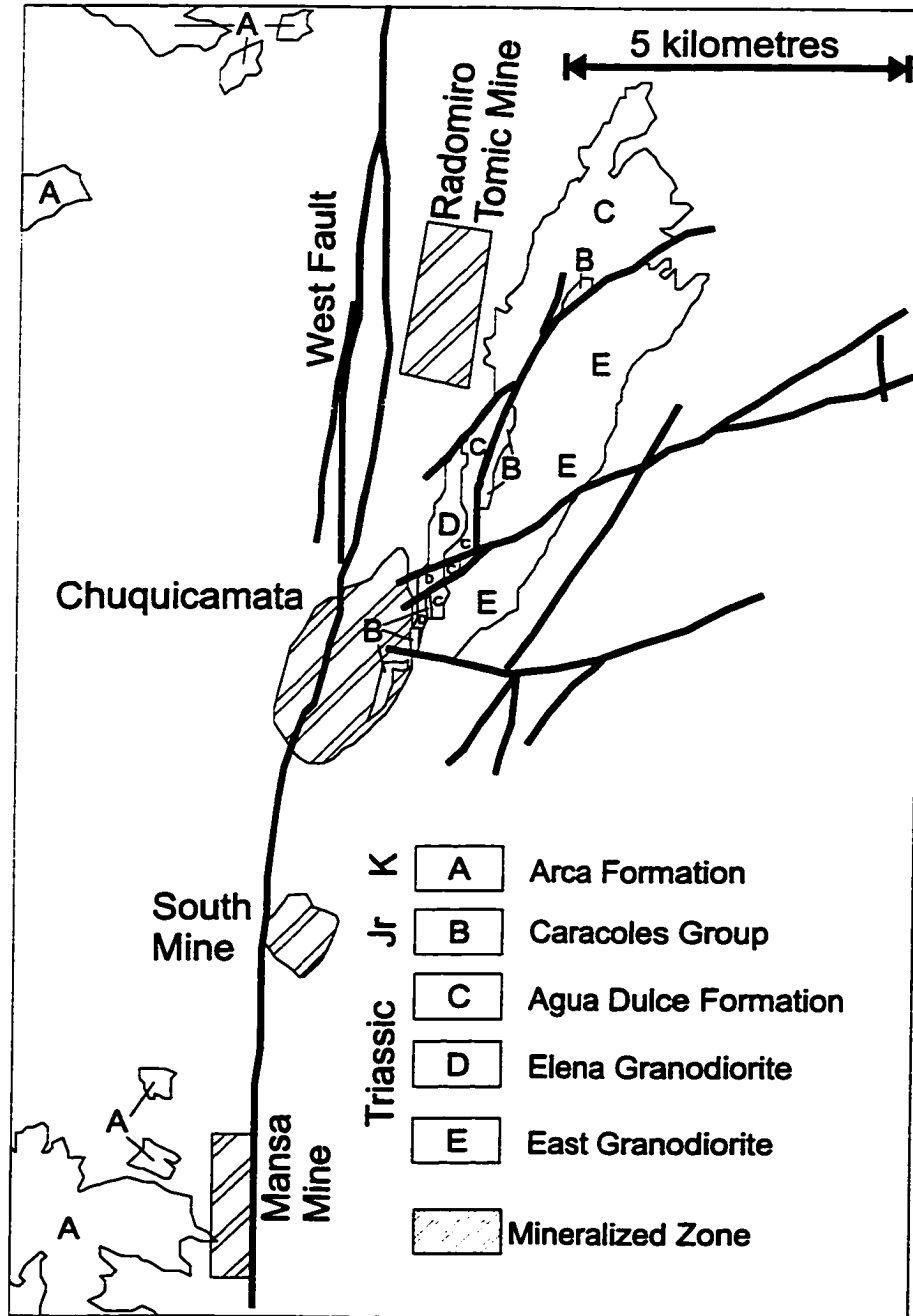 A
5 kilometres
Radomiro
Tomic Mine
A
C
West Fault
B
E
C
B
E
D
c
b
c
c
E
Chuquicamata
B
South
Mine
K
A
Arca Formation
Jr
B
Caracoles Group
Triassic
C
Agua Dulce Formation
D
Elena Granodiorite
E
East Granodiorite
A
Mansa
Mine
A
Mineralized Zone